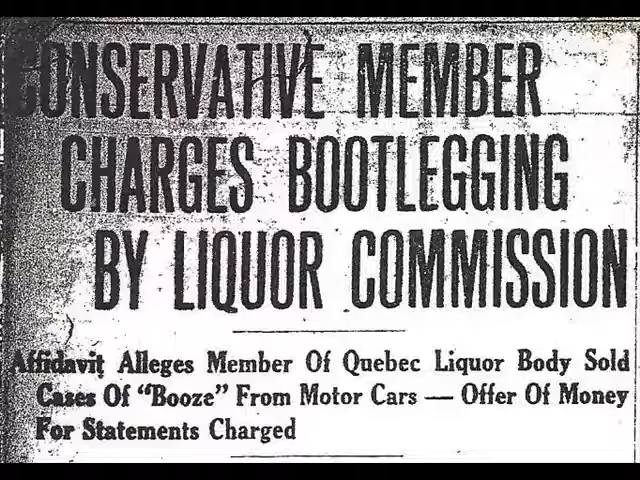 CONSERVATIVE MEMBER
CHARGES BOOTLEGGING
BY LIQUOR COMMISSION
Affidavit Alleges Member Of Quebec Liquor Body Sold
Cases Of "Booze" From Motor Cars — Offer Of Money
For Statements Charged